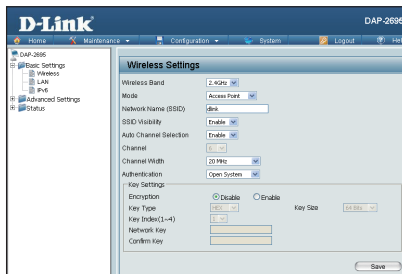 D-Link
DAP-2695
Home Maintenance Configuration System Logout Hel
DAP-2695
Basic Settings
Wireless
LAN
IPv6
Advanced Settings
Status
Wireless Settings
Wireless Band 2.4GHz
Mode Access Point
Network Name (SSID) dlink
SSID Visibility Enable
Auto Channel Selection Enable
Channel
Channel Width 20 MHz
Authentication Open System
Key Settings
Encryption Disable Enable
Key Type HEX Key Size 64 Bits
Key Index(1~4) 1
Network Key
Confirm Key
Save